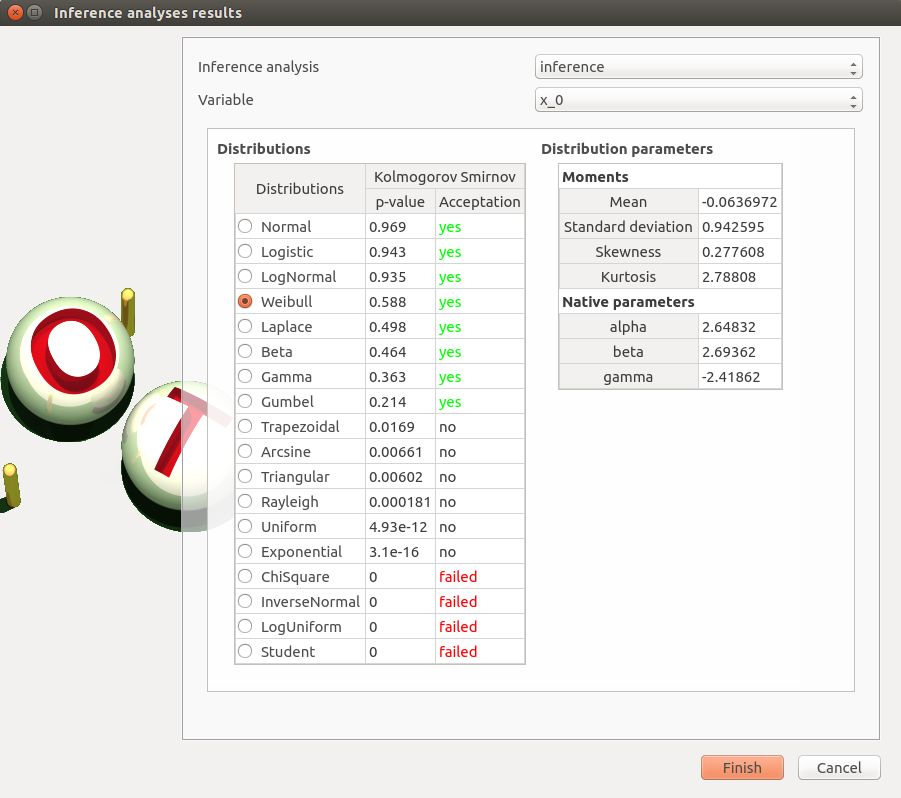 Inference analyses results
Inference analysis inference
Variable x_0
Distributions Distribution parameters
Distributions Kolmogorov Smirnov
p-value Acceptation
Normal 0.969 yes
Logistic 0.943 yes
LogNormal 0.935 yes
Weibull 0.588 yes
Laplace 0.498 yes
Beta 0.464 yes
Gamma 0.363 yes
Gumbel 0.214 yes
Trapezoidal 0.0169 no
Arcsine 0.00661 no
Triangular 0.00602 no
Rayleigh 0.000181 no
Uniform 4.93e-12 no
Exponential 3.1e-16 no
ChiSquare 0 failed
InverseNormal 0 failed
LogUniform 0 failed
Student 0 failed
Moments
Mean -0.0636972
Standard deviation 0.942595
Skewness 0.277608
Kurtosis 2.78808
Native parameters
alpha 2.64832
beta 2.69362
gamma -2.41862
O
T
Finish Cancel